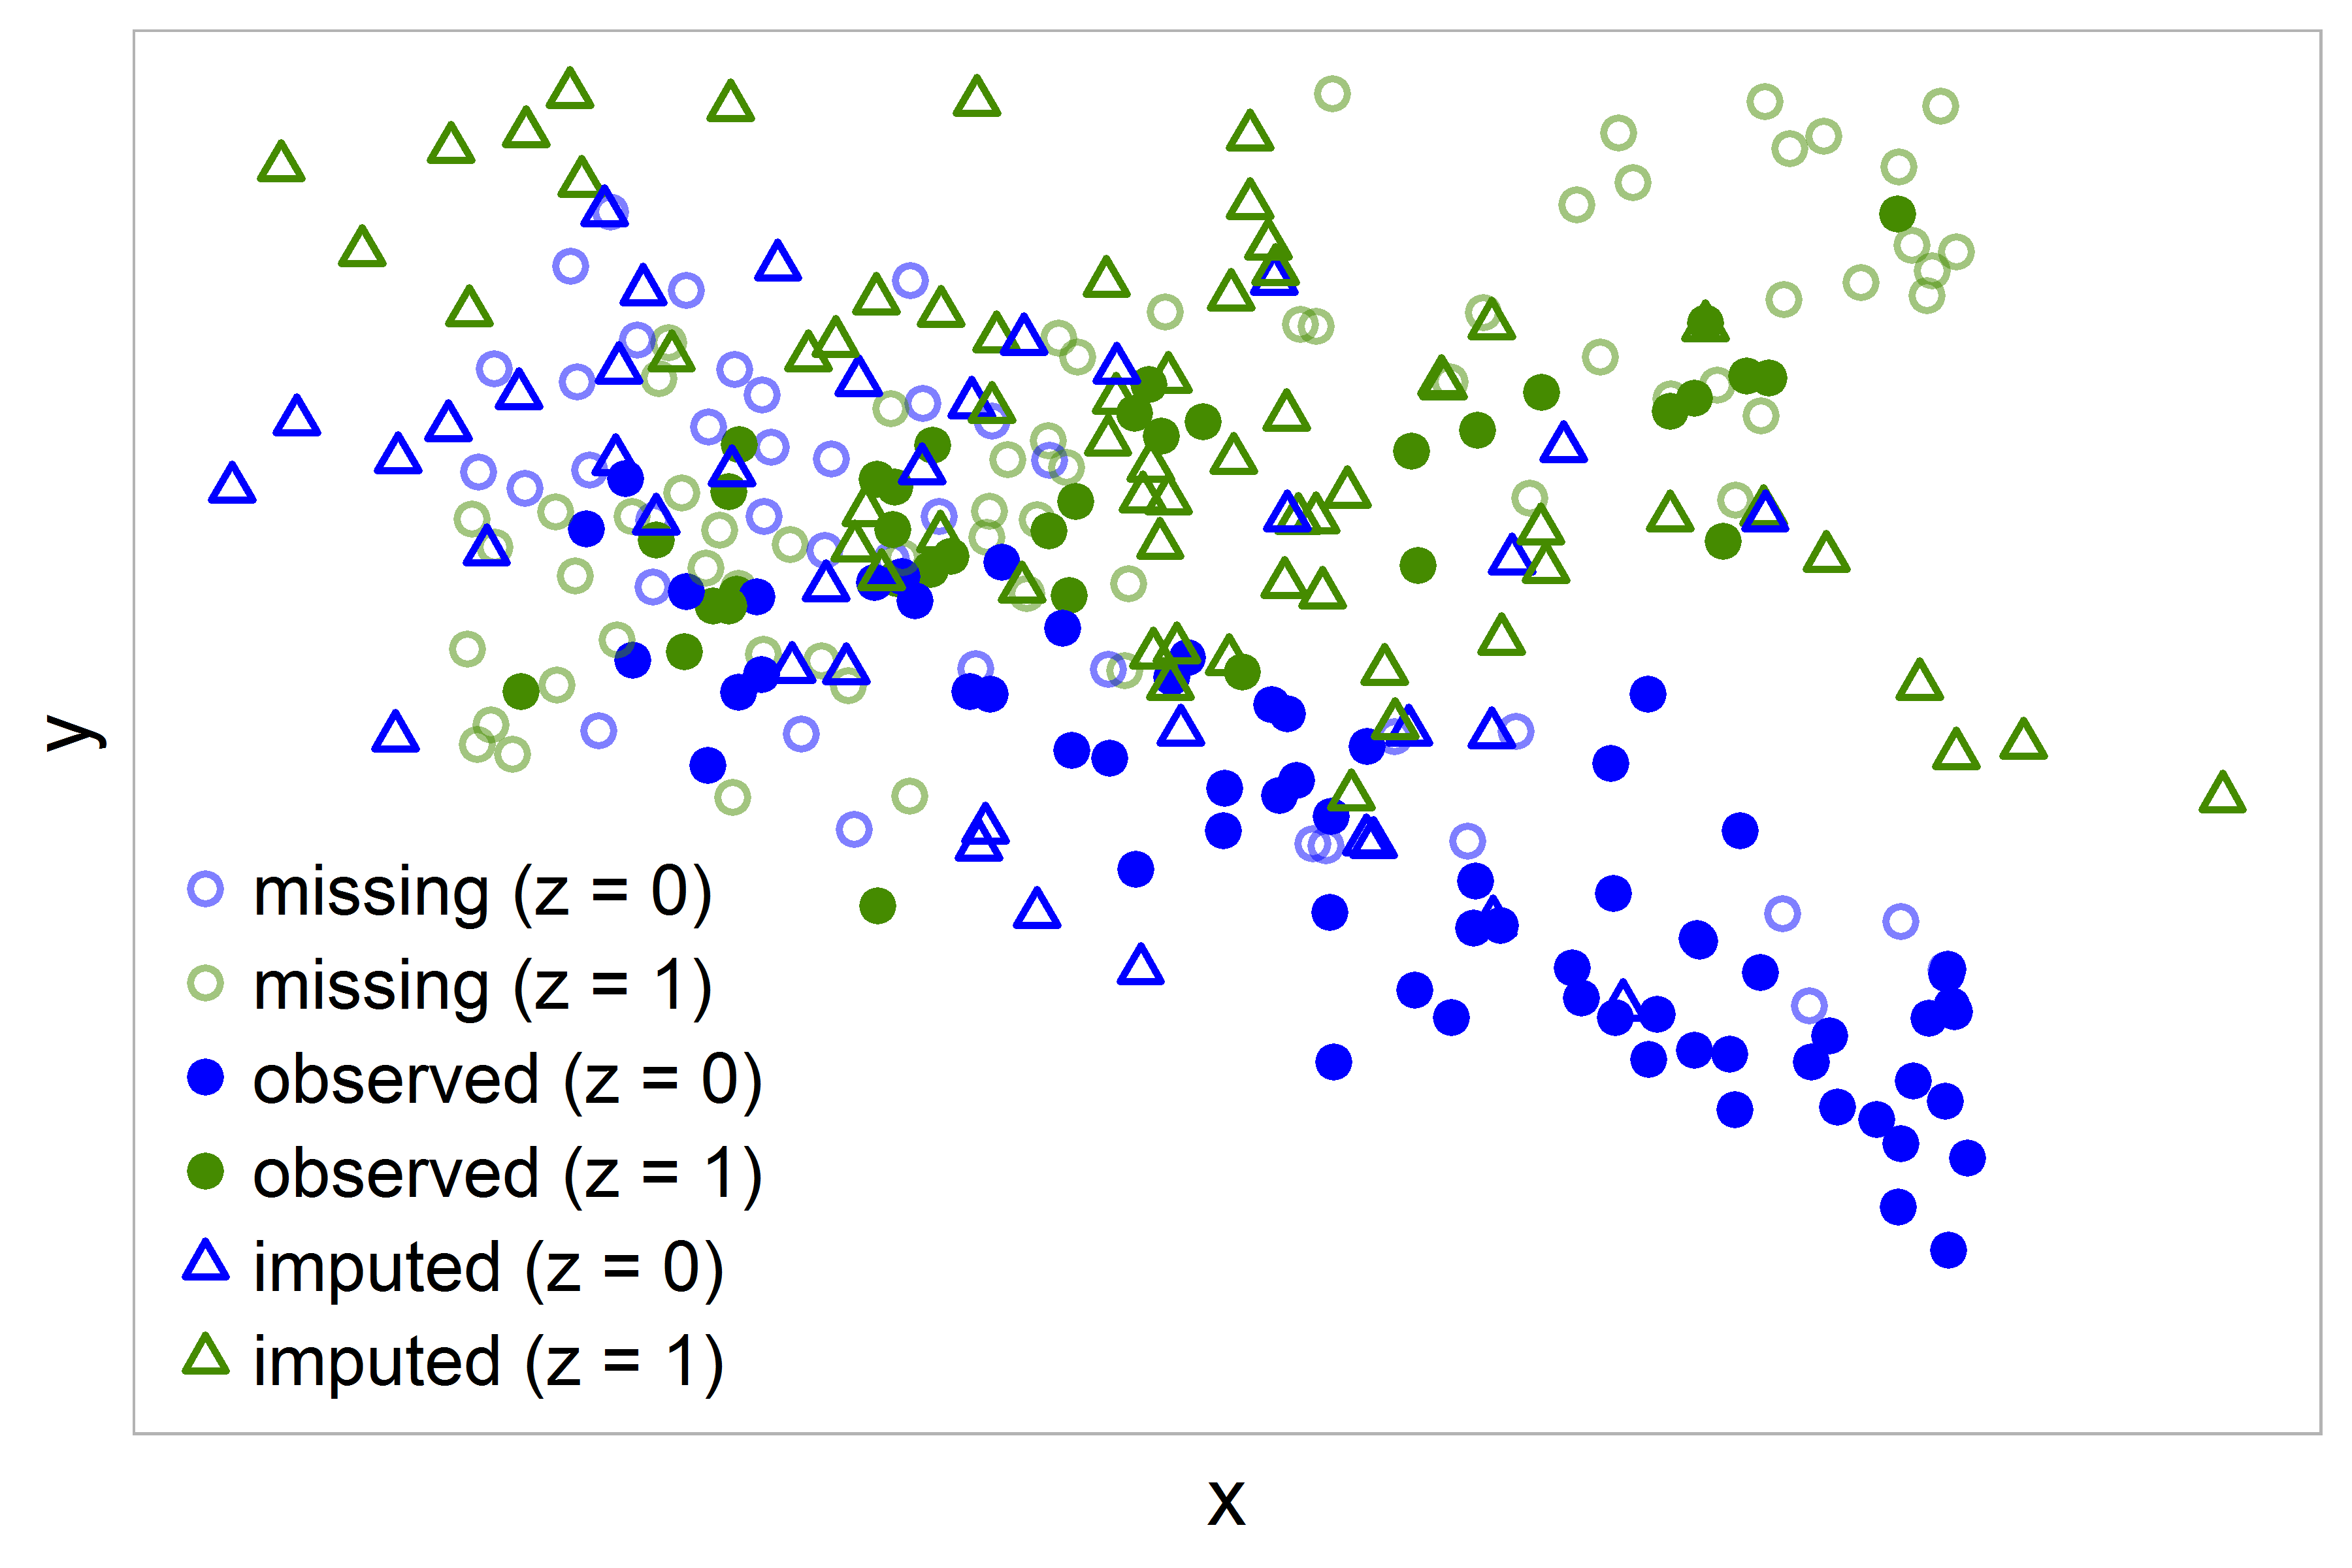 y
missing (z = 0)
missing (z = 1)
observed (z = 0)
observed (z = 1)
imputed (z = 0)
imputed (z = 1)
x